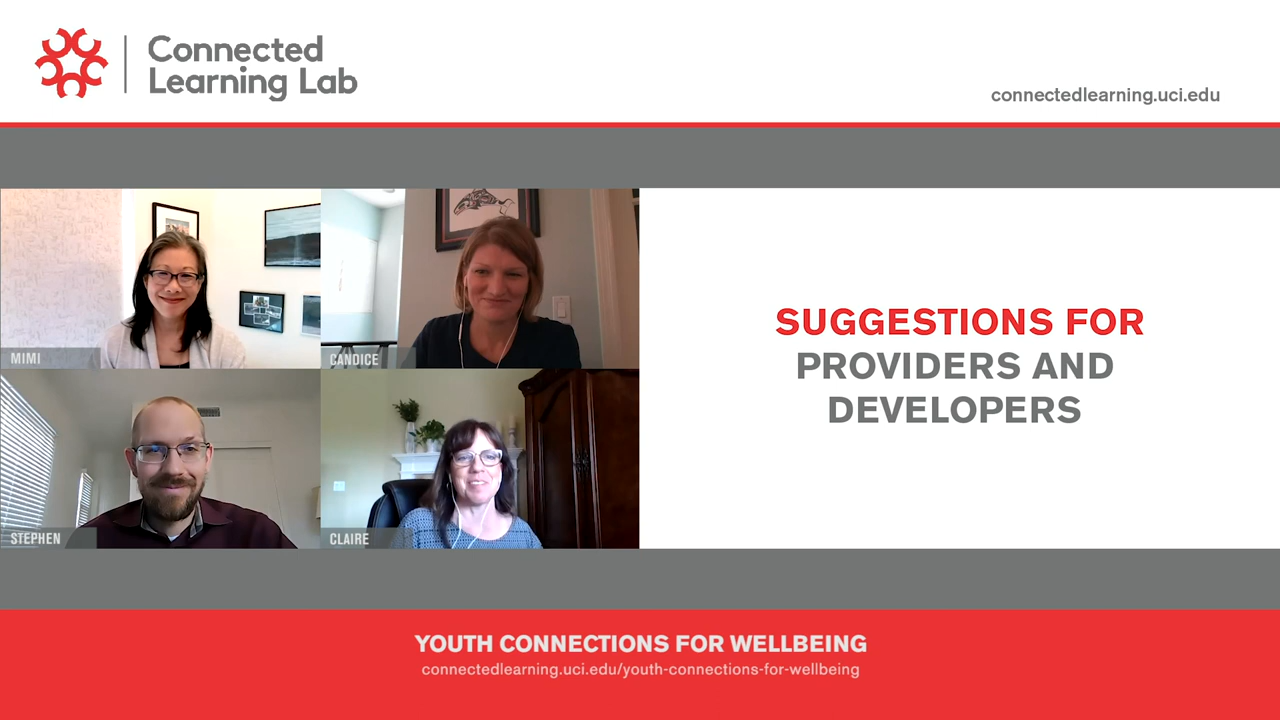 Connected
Learning Lab
connectedlearning.uci.edu
MIMI
CANDICE
STEPHEN
CLAIRE
SUGGESTIONS FOR
PROVIDERS AND
DEVELOPERS
YOUTH CONNECTIONS FOR WELLBEING
connectedlearning.uci.edu/youth-connections-for-wellbeing